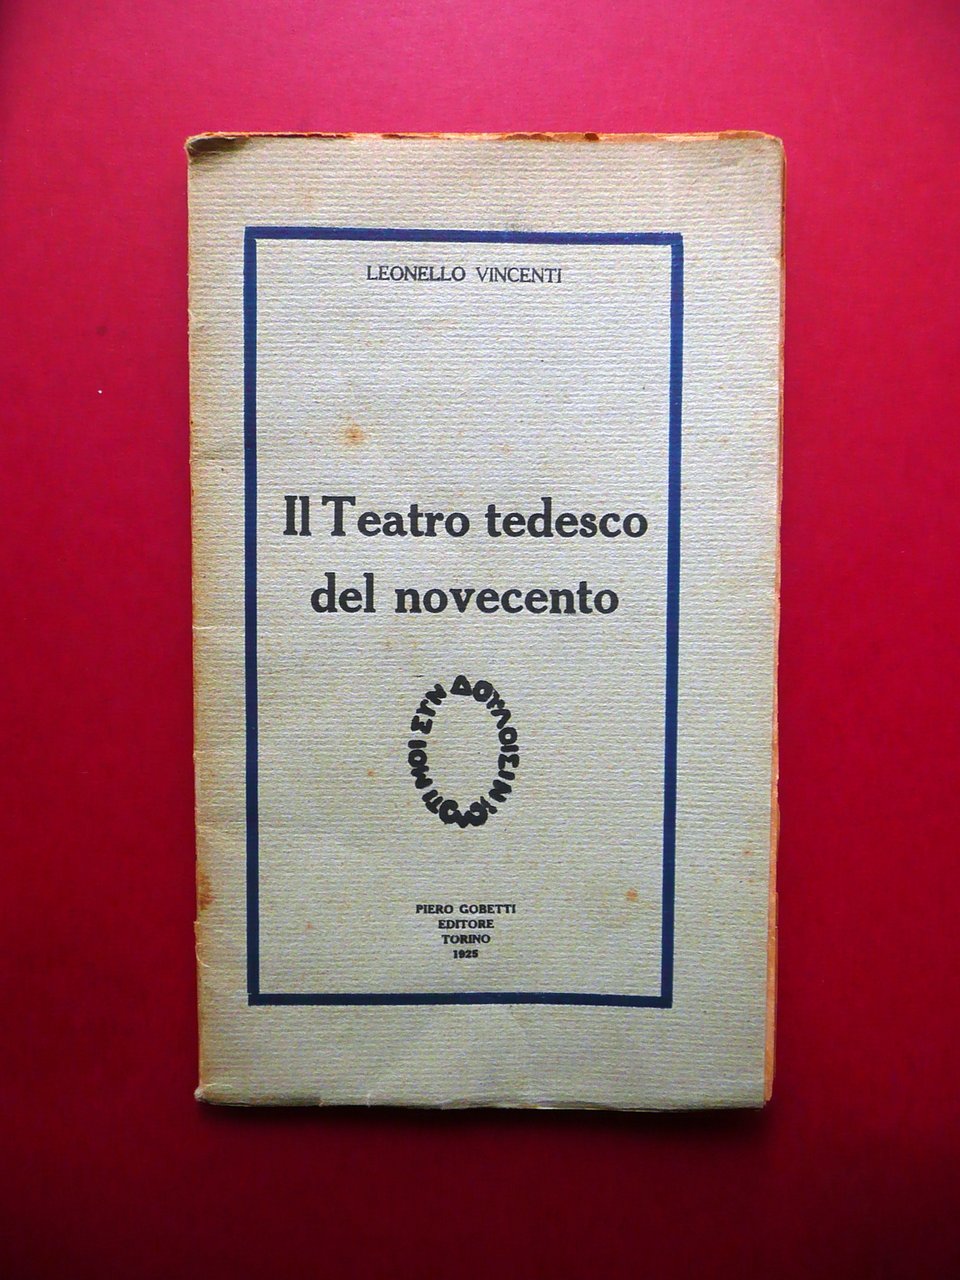 LEONELLO VINCENTI
Il Teatro tedesco
del novecento
ΤΙ ΜΟΙ ΣΥΝ ΔΟΥΛΟΙΣΙΝ
PIERO GOBETTI
EDITORE
TORINO
1925